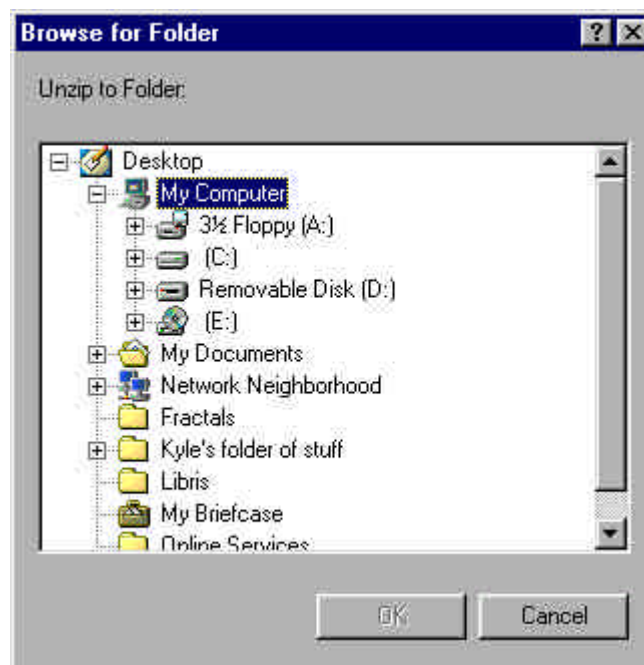 Browse for Folder
Unzip to Folder:
Desktop
My Computer
3½ Floppy (A:)
(C:)
Removable Disk (D:)
(E:)
My Documents
Network Neighborhood
Fractals
Kyle's folder of stuff
Libris
My Briefcase
Online Services
OK Cancel